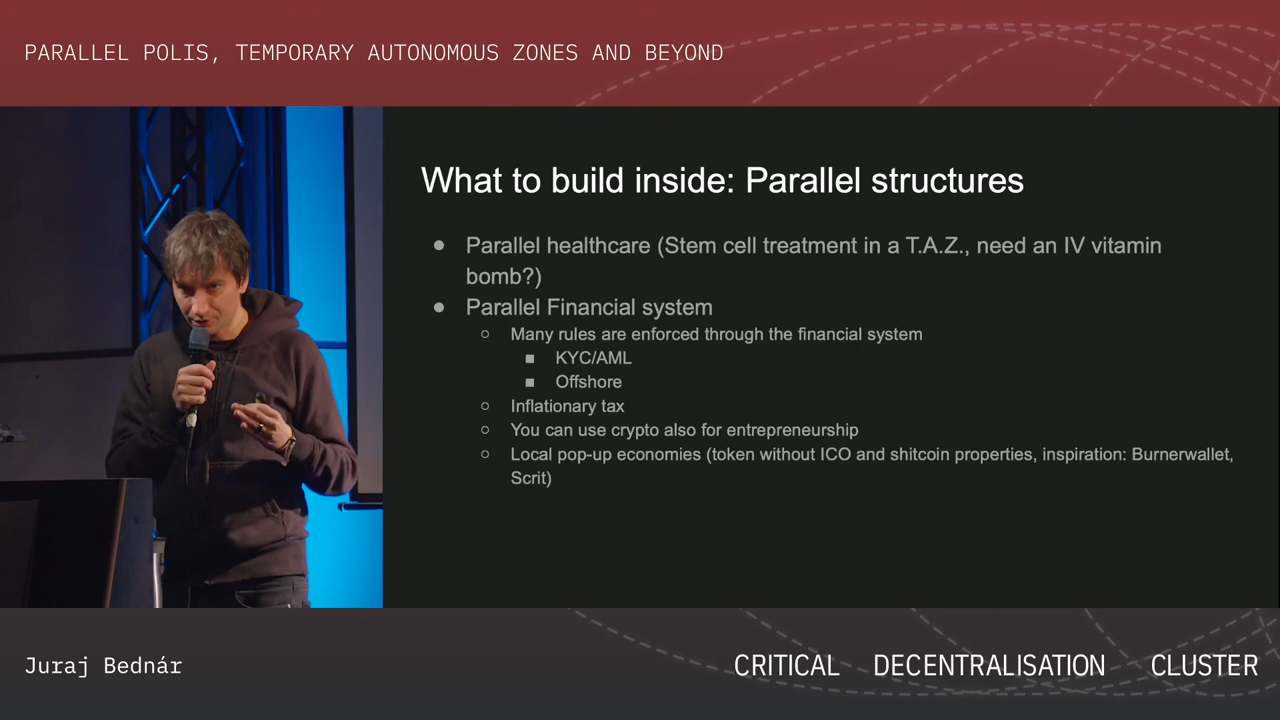 PARALLEL POLIS, TEMPORARY AUTONOMOUS ZONES AND BEYOND
What to build inside: Parallel structures
● Parallel healthcare (Stem cell treatment in a T.A.Z., need an IV vitamin
bomb?)
● Parallel Financial system
○ Many rules are enforced through the financial system
■ KYC/AML
■ Offshore
○ Inflationary tax
○ You can use crypto also for entrepreneurship
○ Local pop-up economies (token without ICO and shitcoin properties, inspiration: Burnerwallet,
Scrit)
Juraj Bednár
CRITICAL DECENTRALISATION CLUSTER